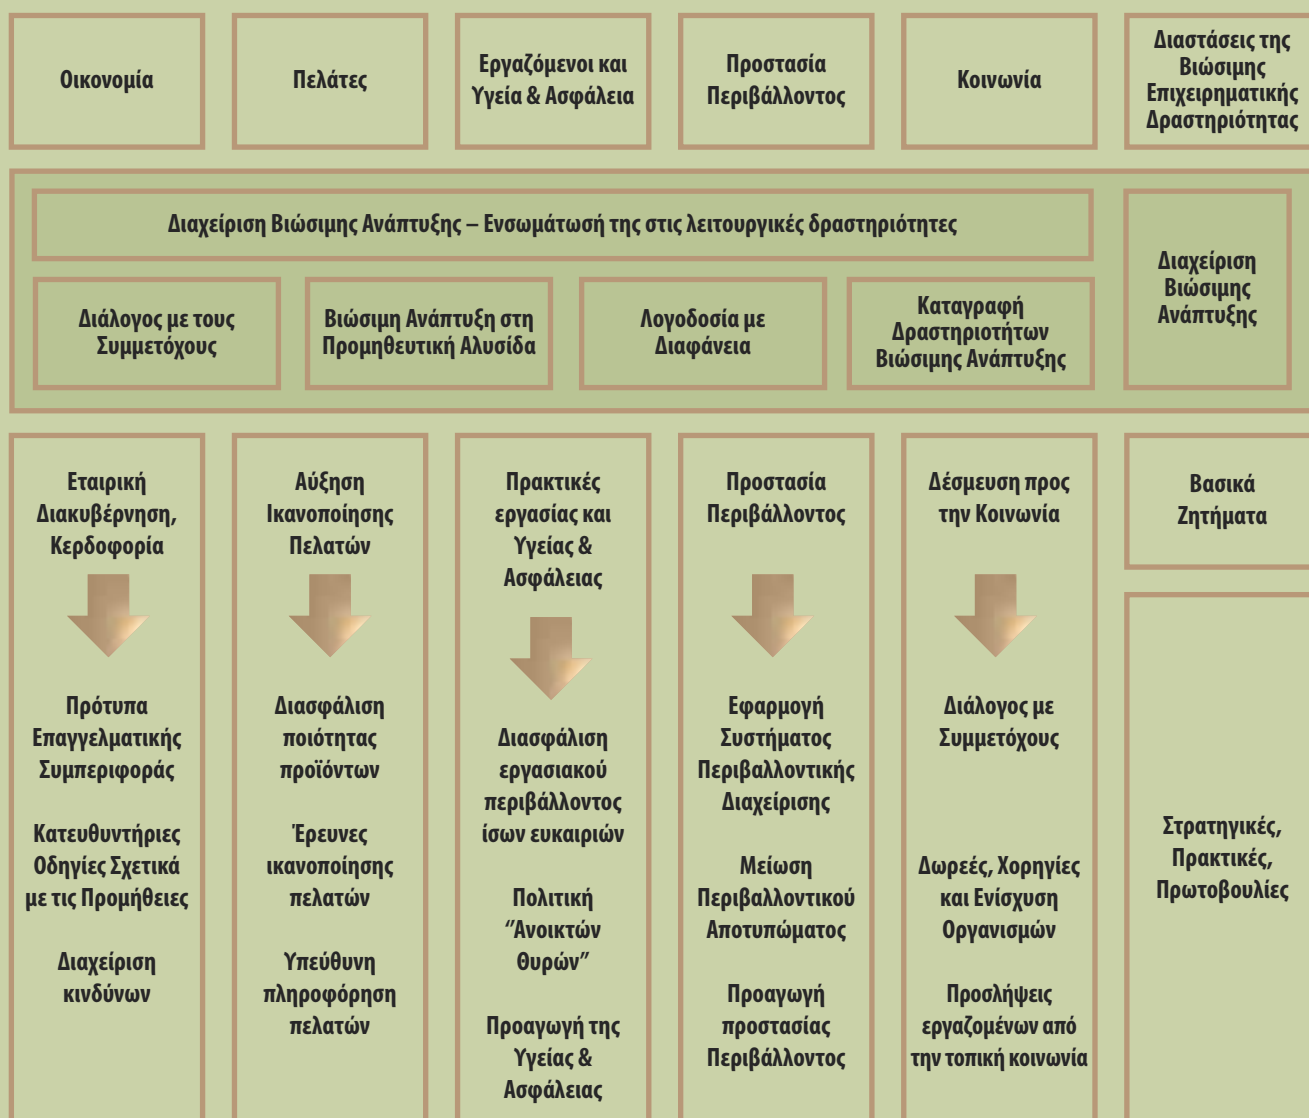 Οικονομία
Πελάτες
Εργαζόμενοι και
Υγεία & Ασφάλεια
Προστασία
Περιβάλλοντος
Κοινωνία
Διαστάσεις της
Βιώσιμης
Επιχειρηματικής
Δραστηριότητας
Διαχείριση Βιώσιμης Ανάπτυξης – Ενσωμάτωσή της στις λειτουργικές δραστηριότητες
Διάλογος με τους
Συμμετόχους
Βιώσιμη Ανάπτυξη στη
Προμηθευτική Αλυσίδα
Λογοδοσία με
Διαφάνεια
Καταγραφή
Δραστηριοτήτων
Βιώσιμης Ανάπτυξης
Διαχείριση
Βιώσιμης
Ανάπτυξης
Εταιρική
Διακυβέρνηση,
Κερδοφορία
Πρότυπα
Επαγγελματικής
Συμπεριφοράς
Κατευθυντήριες
Οδηγίες Σχετικά
με τις Προμήθειες
Διαχείριση
κινδύνων
Αύξηση
Ικανοποίησης
Πελατών
Διασφάλιση
ποιότητας
προϊόντων
Έρευνες
ικανοποίησης
πελατών
Υπεύθυνη
πληροφόρηση
πελατών
Πρακτικές
εργασίας και
Υγείας &
Ασφάλειας
Διασφάλιση
εργασιακού
περιβάλλοντος
ίσων ευκαιριών
Πολιτική
“Ανοικτών
Θυρών”
Προαγωγή της
Υγείας &
Ασφάλειας
Προστασία
Περιβάλλοντος
Εφαρμογή
Συστήματος
Περιβαλλοντικής
Διαχείρισης
Μείωση
Περιβαλλοντικού
Αποτυπώματος
Προαγωγή
προστασίας
Περιβάλλοντος
Δέσμευση προς
την Κοινωνία
Διάλογος με
Συμμετόχους
Δωρεές, Χορηγίες
και Ενίσχυση
Οργανισμών
Προσλήψεις
εργαζομένων από
την τοπική κοινωνία
Βασικά
Ζητήματα
Στρατηγικές,
Πρακτικές,
Πρωτοβουλίες